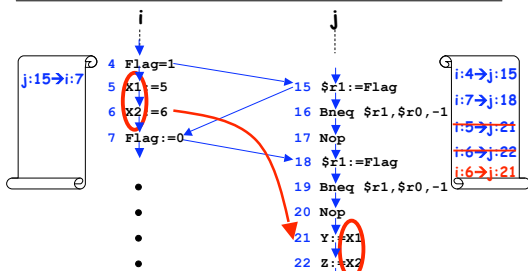 i
j
j:15→i:7
4 Flag=1
5 X1:=5
6 X2:=6
7 Flag:=0
15 $r1:=Flag
16 Bneq $r1,$r0,-1
17 Nop
18 $r1:=Flag
19 Bneq $r1,$r0,-1
20 Nop
21 Y:=X1
22 Z:=X2
i:4→j:15
i:7→j:18
i:5→j:21
i:6→j:22
i:6→j:21